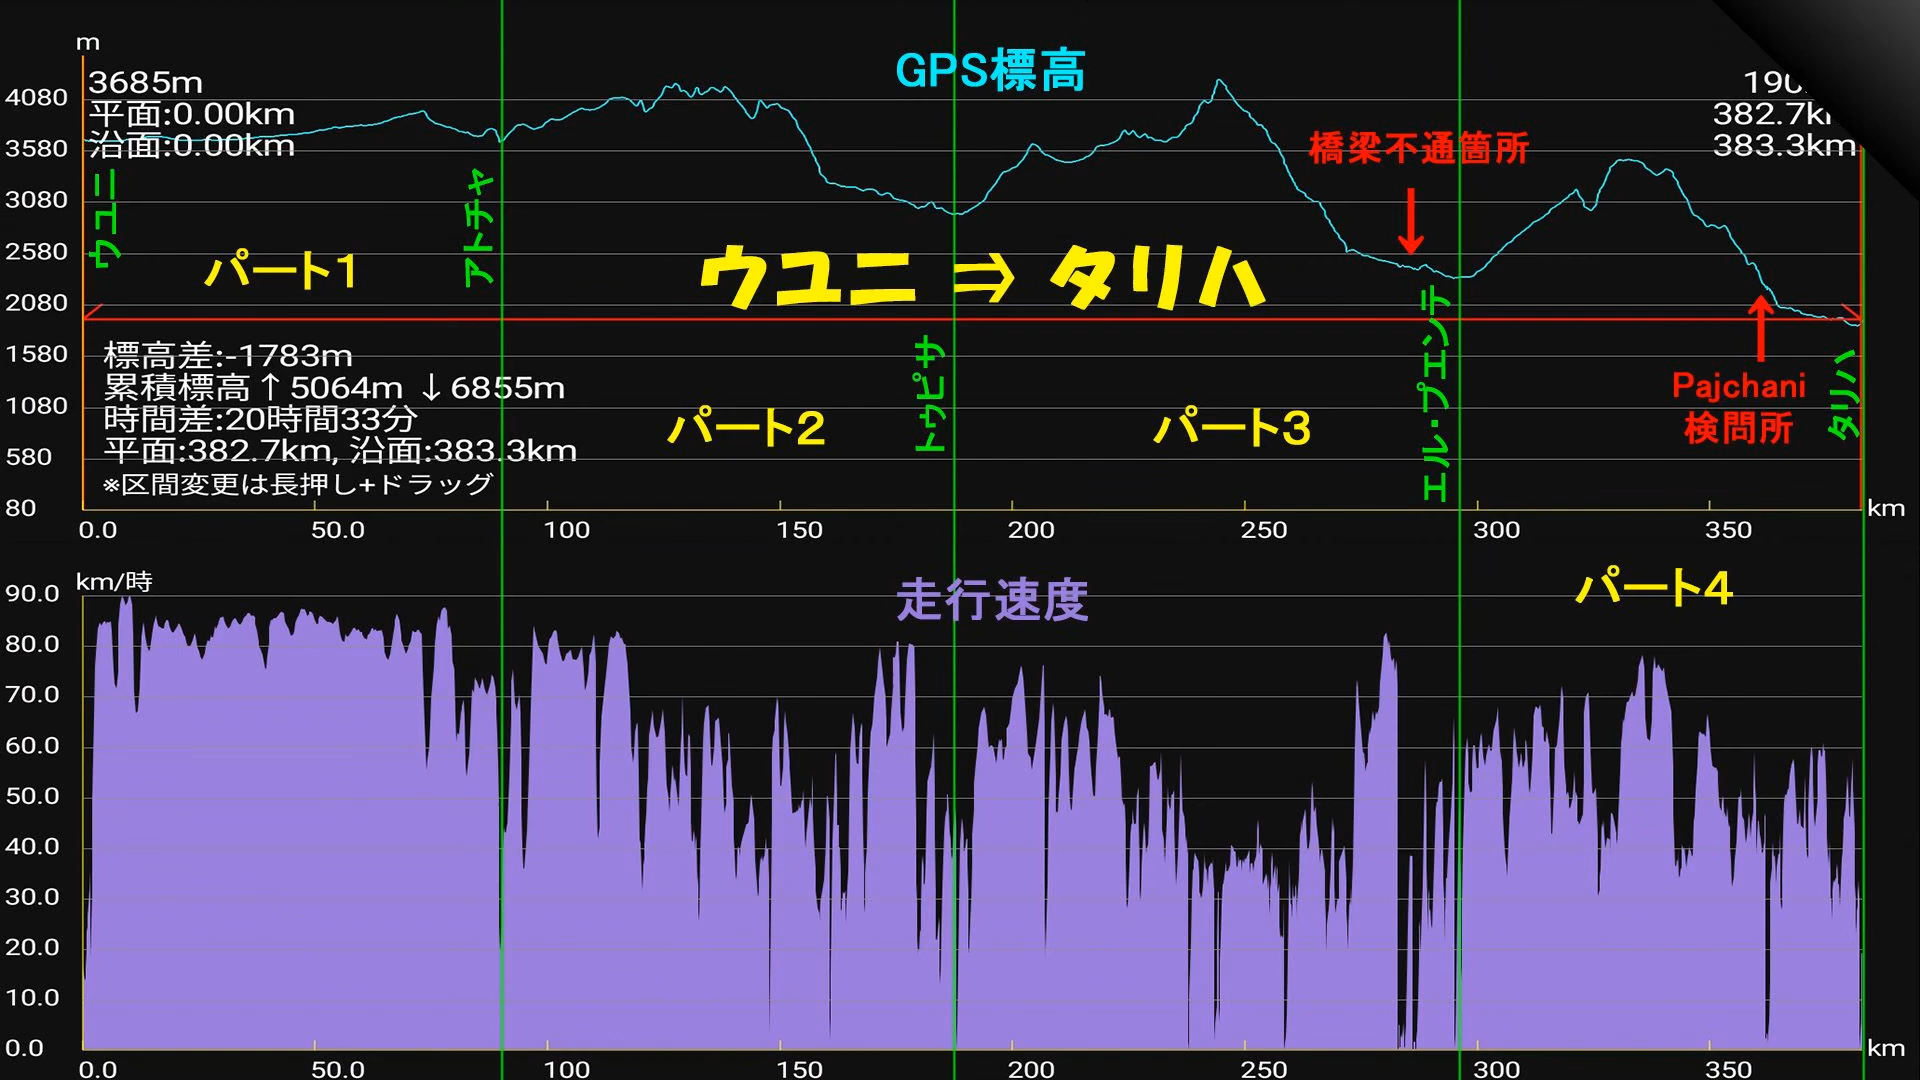 m
GPS標高
3685m
平面:0.00km
沿面:0.00km
382.7k
383.3km
4080
3580
3080
2580
2080
1580
1080
580
80
橋梁不通箇所
ウユニ
アトチャ
パート1
ウユニ ⇒ タリハ
標高差:-1783m
累積標高↑5064m ↓6855m
時間差:20時間33分
平面:382.7km, 沿面:383.3km
※区間変更は長押し+ドラッグ
パート2
トゥピサ
パート3
エル・プエンテ
Pajchani
検問所
タリハ
0.0 50.0 100 150 200 250 300 350 km
km/時
走行速度
パート4
90.0
80.0
70.0
60.0
50.0
40.0
30.0
20.0
10.0
0.0
0.0 50.0 100 150 200 250 300 350 km